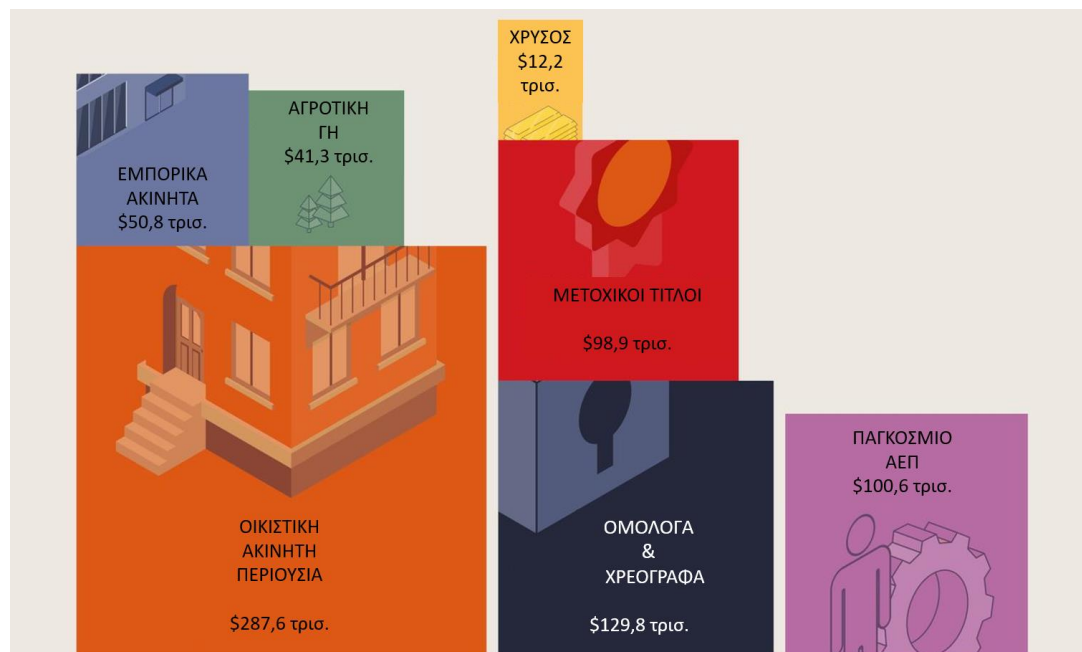 ΧΡΥΣΟΣ
$12,2
τρισ.
ΕΜΠΟΡΙΚΑ
ΑΚΙΝΗΤΑ
$50,8 τρισ.
ΑΓΡΟΤΙΚΗ
ΓΗ
$41,3 τρισ.
ΜΕΤΟΧΙΚΟΙ ΤΙΤΛΟΙ
$98,9 τρισ.
ΟΙΚΙΣΤΙΚΗ
ΑΚΙΝΗΤΗ
ΠΕΡΙΟΥΣΙΑ
$287,6 τρισ.
ΟΜΟΛΟΓΑ
&
ΧΡΕΟΓΡΑΦΑ
$129,8 τρισ.
ΠΑΓΚΟΣΜΙΟ
ΑΕΠ
$100,6 τρισ.